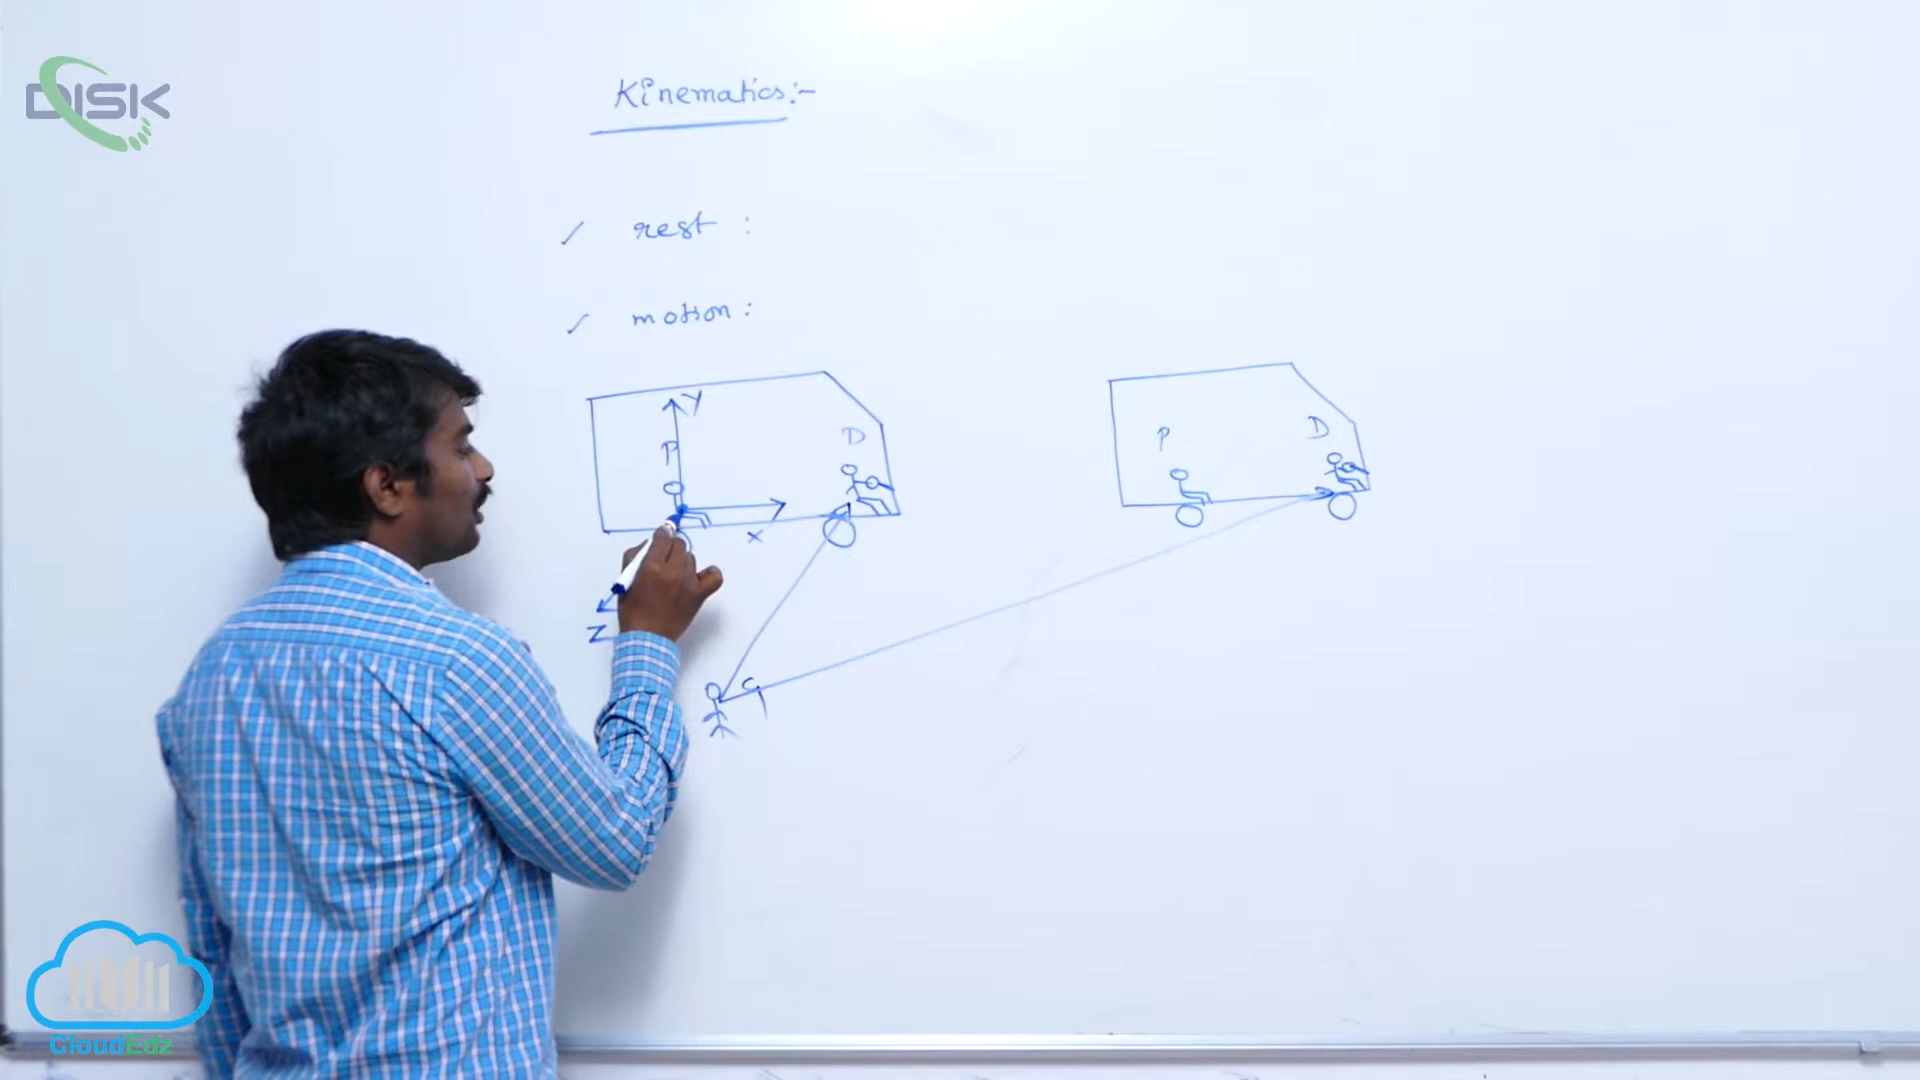 DISK
Kinematics:-
✓ rest :
✓ motion :
Y
P
D
P
D
x
Z
G
CloudEdz